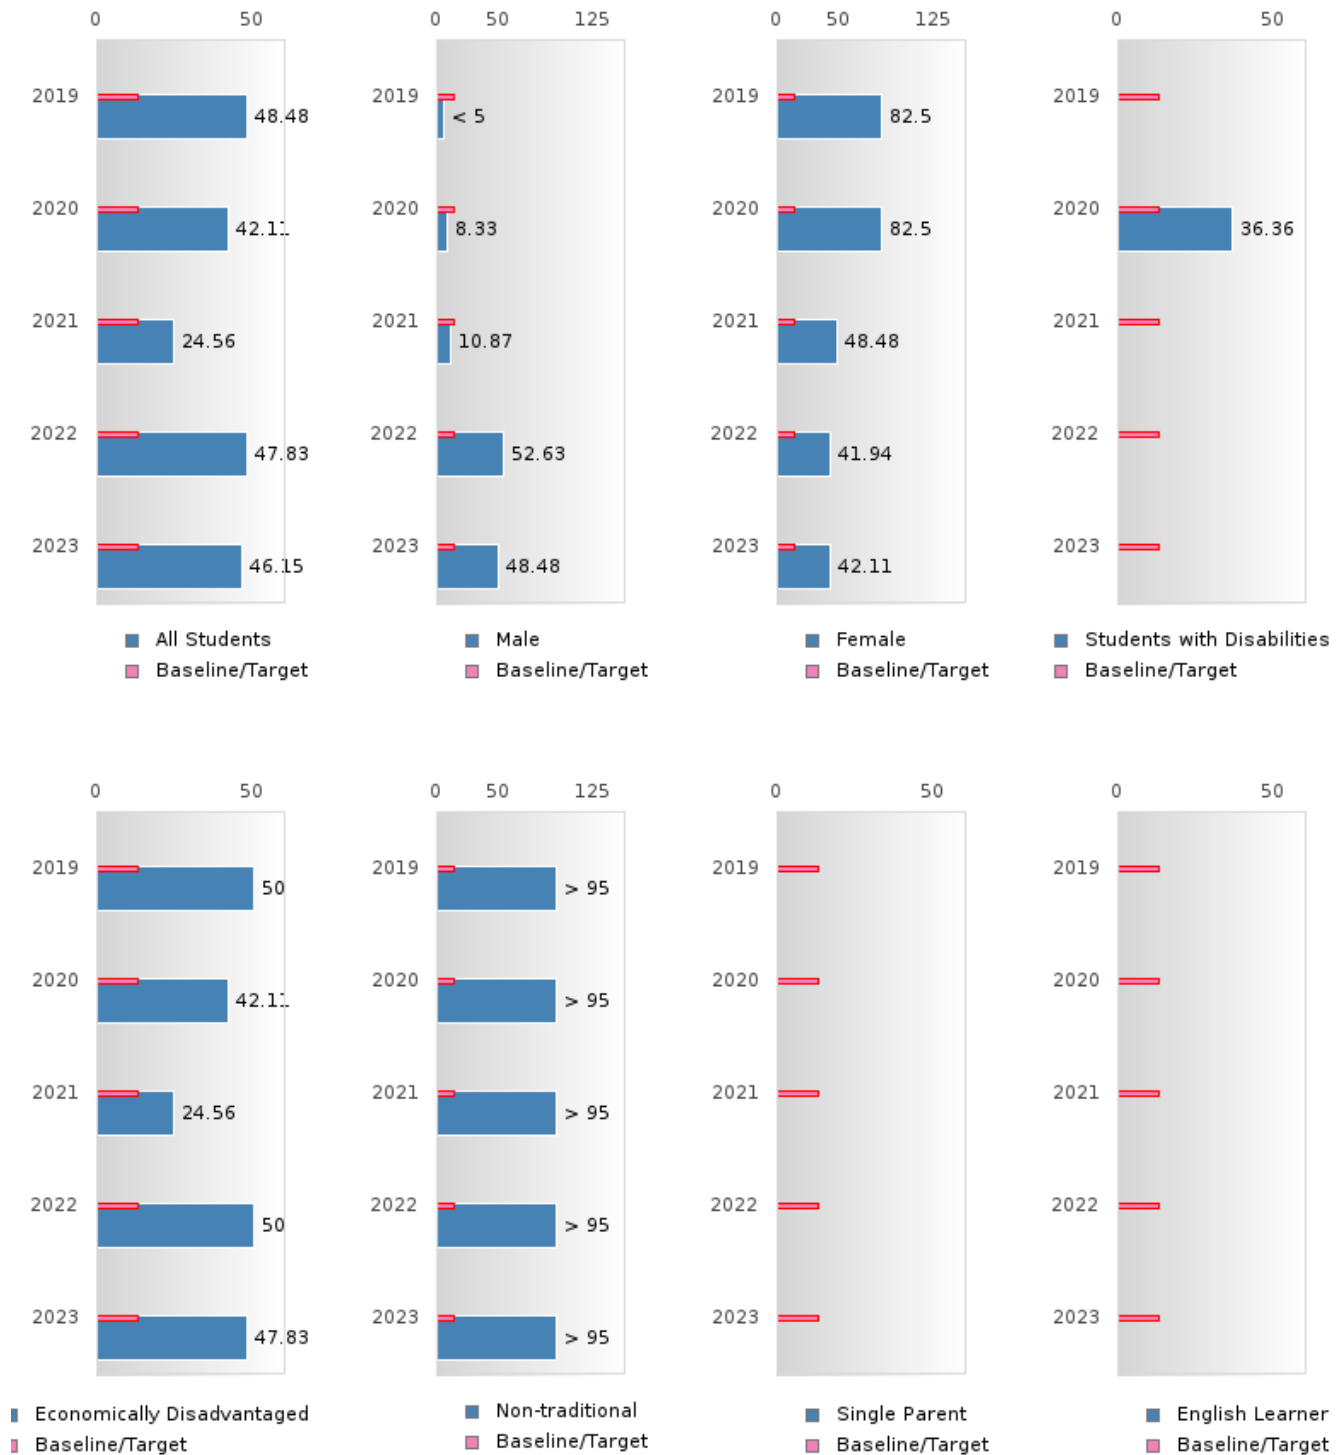 0 50
0 50 125
0 50 125
0 50
2019 48.48
2020 42.11
2021 24.56
2022 47.83
2023 46.15
All Students
Baseline/Target
2019 < 5
2020 8.33
2021 10.87
2022 52.63
2023 48.48
Male
Baseline/Target
2019 82.5
2020 82.5
2021 48.48
2022 41.94
2023 42.11
Female
Baseline/Target
2019
2020 36.36
2021
2022
2023
Students with Disabilities
Baseline/Target
0 50
0 50 125
0 50
0 50
2019 50
2020 42.11
2021 24.56
2022 50
2023 47.83
Economically Disadvantaged
Baseline/Target
2019 > 95
2020 > 95
2021 > 95
2022 > 95
2023 > 95
Non-traditional
Baseline/Target
2019
2020
2021
2022
2023
Single Parent
Baseline/Target
2019
2020
2021
2022
2023
English Learner
Baseline/Target